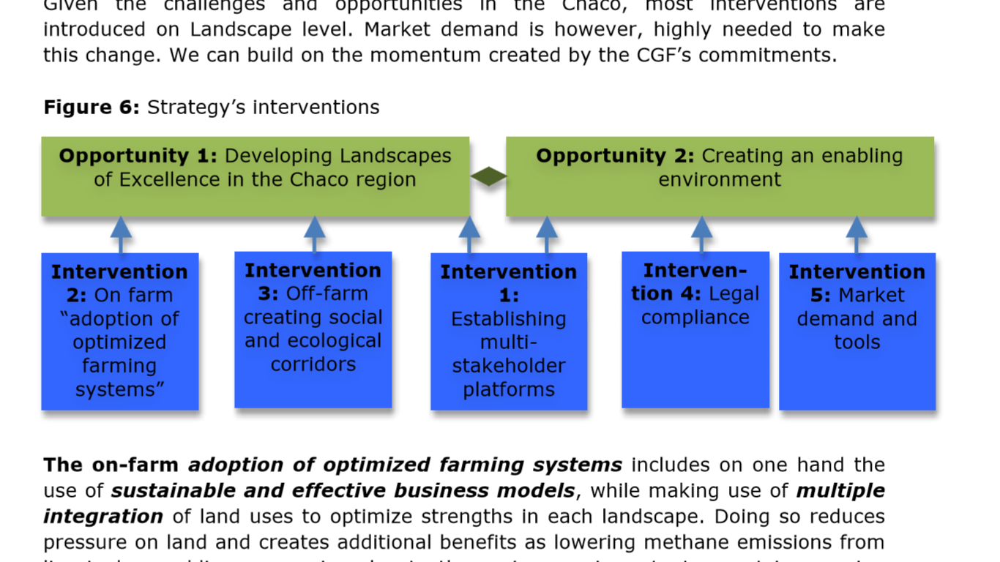 Given the challenges and opportunities in the Chaco, most interventions are
introduced on Landscape level. Market demand is however, highly needed to make
this change. We can build on the momentum created by the CGF’s commitments.
Figure 6: Strategy’s interventions
Opportunity 1: Developing Landscapes
of Excellence in the Chaco region
Opportunity 2: Creating an enabling
environment
Intervention
2: On farm
“adoption of
optimized
farming
systems”
Intervention
3: Off-farm
creating social
and ecological
corridors
Intervention
1:
Establishing
multi-
stakeholder
platforms
Interven-
tion 4: Legal
compliance
Intervention
5: Market
demand and
tools
The on-farm adoption of optimized farming systems includes on one hand the
use of sustainable and effective business models, while making use of multiple
integration of land uses to optimize strengths in each landscape. Doing so reduces
pressure on land and creates additional benefits as lowering methane emissions from